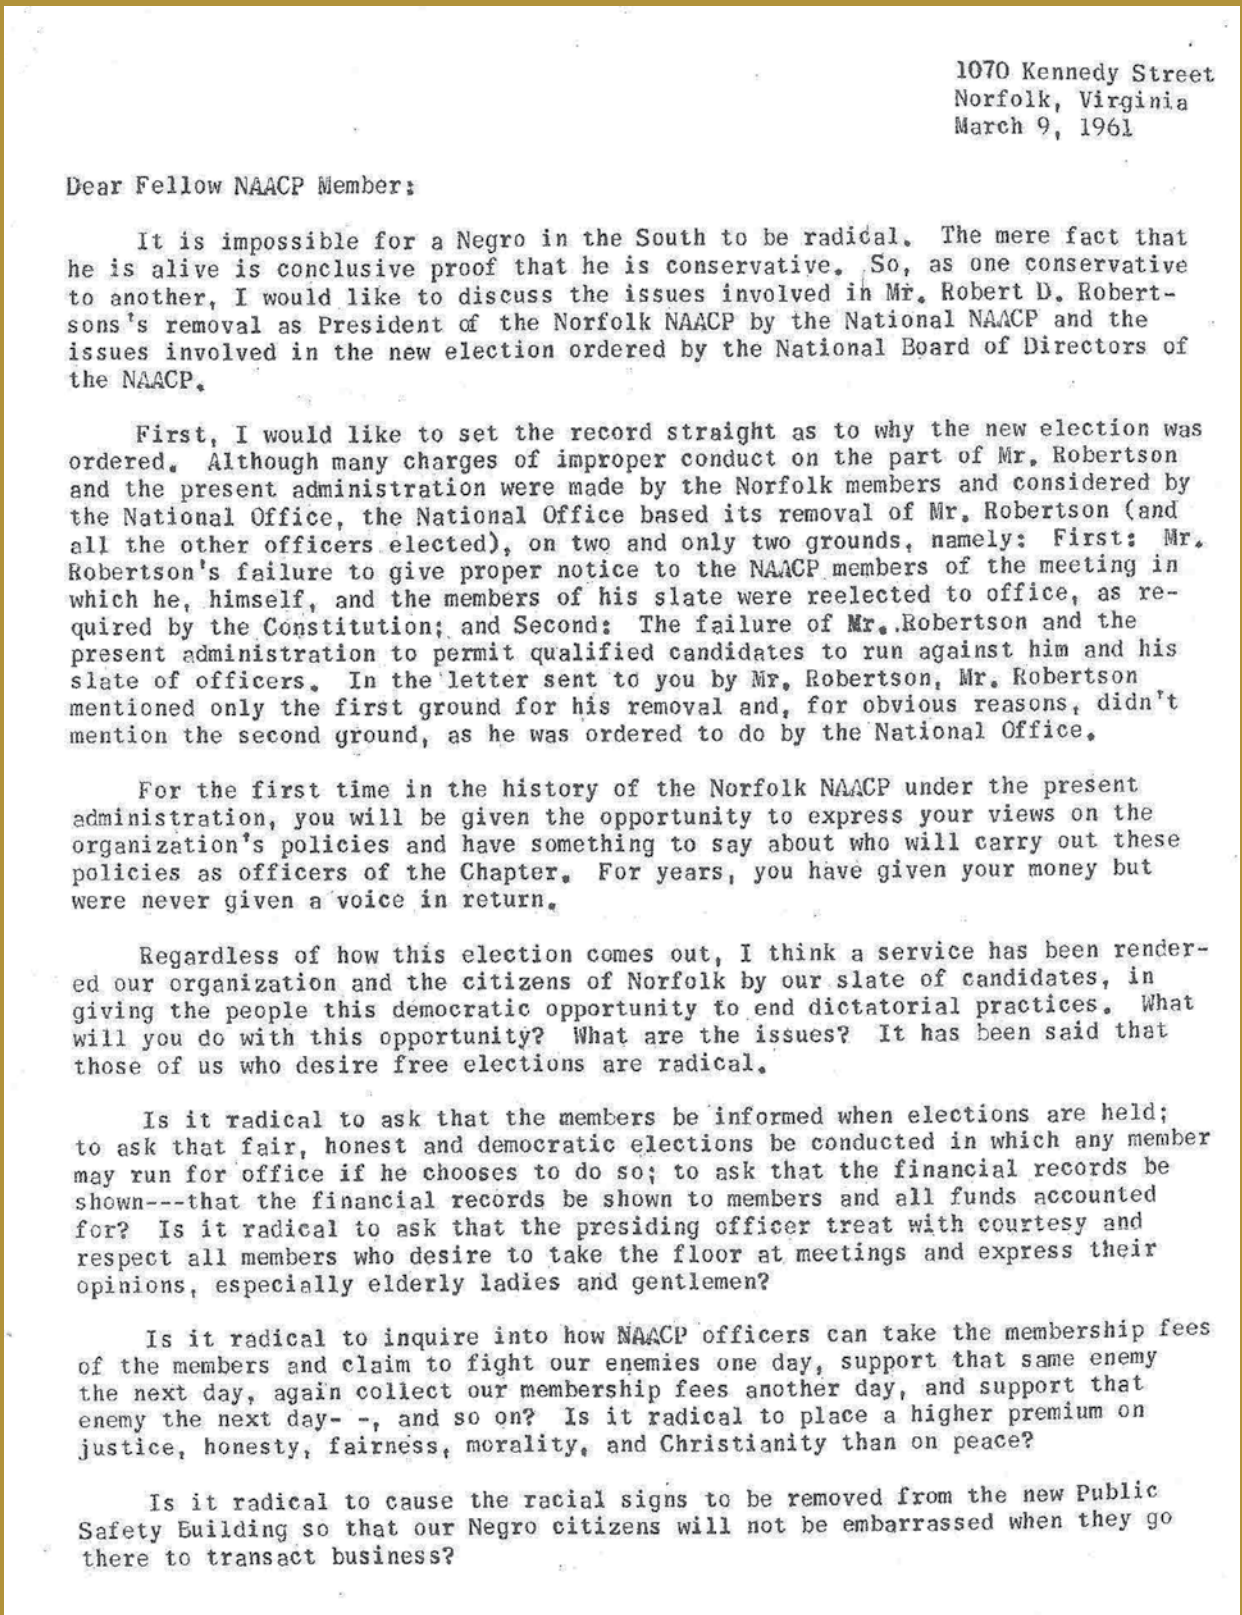 1070 Kennedy Street
Norfolk, Virginia
March 9, 1961
Dear Fellow NAACP Member:
It is impossible for a Negro in the South to be radical. The mere fact that
he is alive is conclusive proof that he is conservative. So, as one conservative
to another, I would like to discuss the issues involved in Mr. Robert D. Robert-
sons's removal as President of the Norfolk NAACP by the National NAACP and the
issues involved in the new election ordered by the National Board of Directors of
the NAACP.
First, I would like to set the record straight as to why the new election was
ordered. Although many charges of improper conduct on the part of Mr. Robertson
and the present administration were made by the Norfolk members and considered by
the National Office, the National Office based its removal of Mr. Robertson (and
all the other officers elected), on two and only two grounds, namely: First: Mr.
Robertson's failure to give proper notice to the NAACP members of the meeting in
which he, himself, and the members of his slate were reelected to office, as re-
quired by the Constitution; and Second: The failure of Mr. Robertson and the
present administration to permit qualified candidates to run against him and his
slate of officers. In the letter sent to you by Mr. Robertson, Mr. Robertson
mentioned only the first ground for his removal and, for obvious reasons, didn't
mention the second ground, as he was ordered to do by the National Office.
For the first time in the history of the Norfolk NAACP under the present
administration, you will be given the opportunity to express your views on the
organization's policies and have something to say about who will carry out these
policies as officers of the Chapter. For years, you have given your money but
were never given a voice in return.
Regardless of how this election comes out, I think a service has been render-
ed our organization and the citizens of Norfolk by our slate of candidates, in
giving the people this democratic opportunity to end dictatorial practices. What
will you do with this opportunity? What are the issues? It has been said that
those of us who desire free elections are radical.
Is it radical to ask that the members be informed when elections are held;
to ask that fair, honest and democratic elections be conducted in which any member
may run for office if he chooses to do so; to ask that the financial records be
shown---that the financial records be shown to members and all funds accounted
for? Is it radical to ask that the presiding officer treat with courtesy and
respect all members who desire to take the floor at meetings and express their
opinions, especially elderly ladies and gentlemen?
Is it radical to inquire into how NAACP officers can take the membership fees
of the members and claim to fight our enemies one day, support that same enemy
the next day, again collect our membership fees another day, and support that
enemy the next day- -, and so on? Is it radical to place a higher premium on
justice, honesty, fairness, morality, and Christianity than on peace?
Is it radical to cause the racial signs to be removed from the new Public
Safety Building so that our Negro citizens will not be embarrassed when they go
there to transact business?